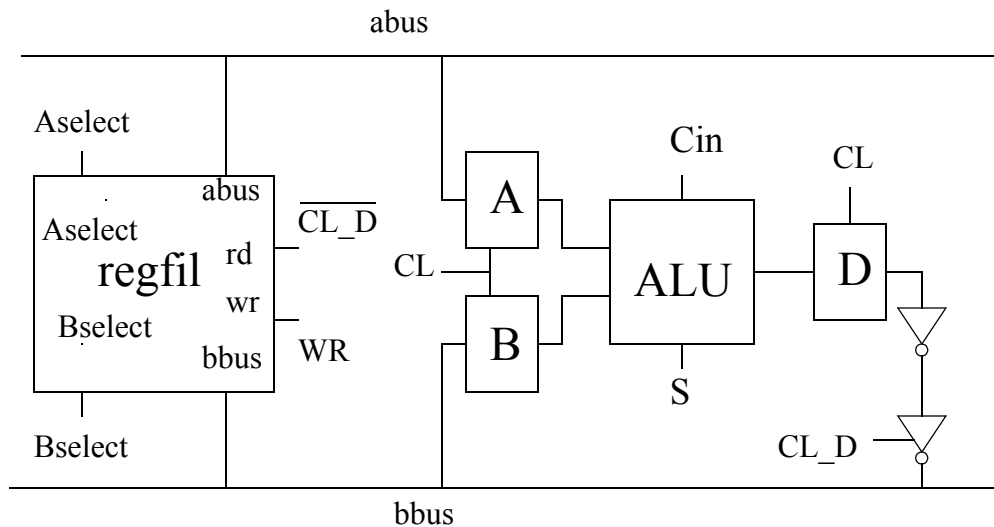 abus
Aselect
Cin
CL
abus
CL_D
A
Aselect
rd
regfil
CL
ALU
D
wr
Bselect
B
WR
bbus
S
Bselect
CL_D
bbus